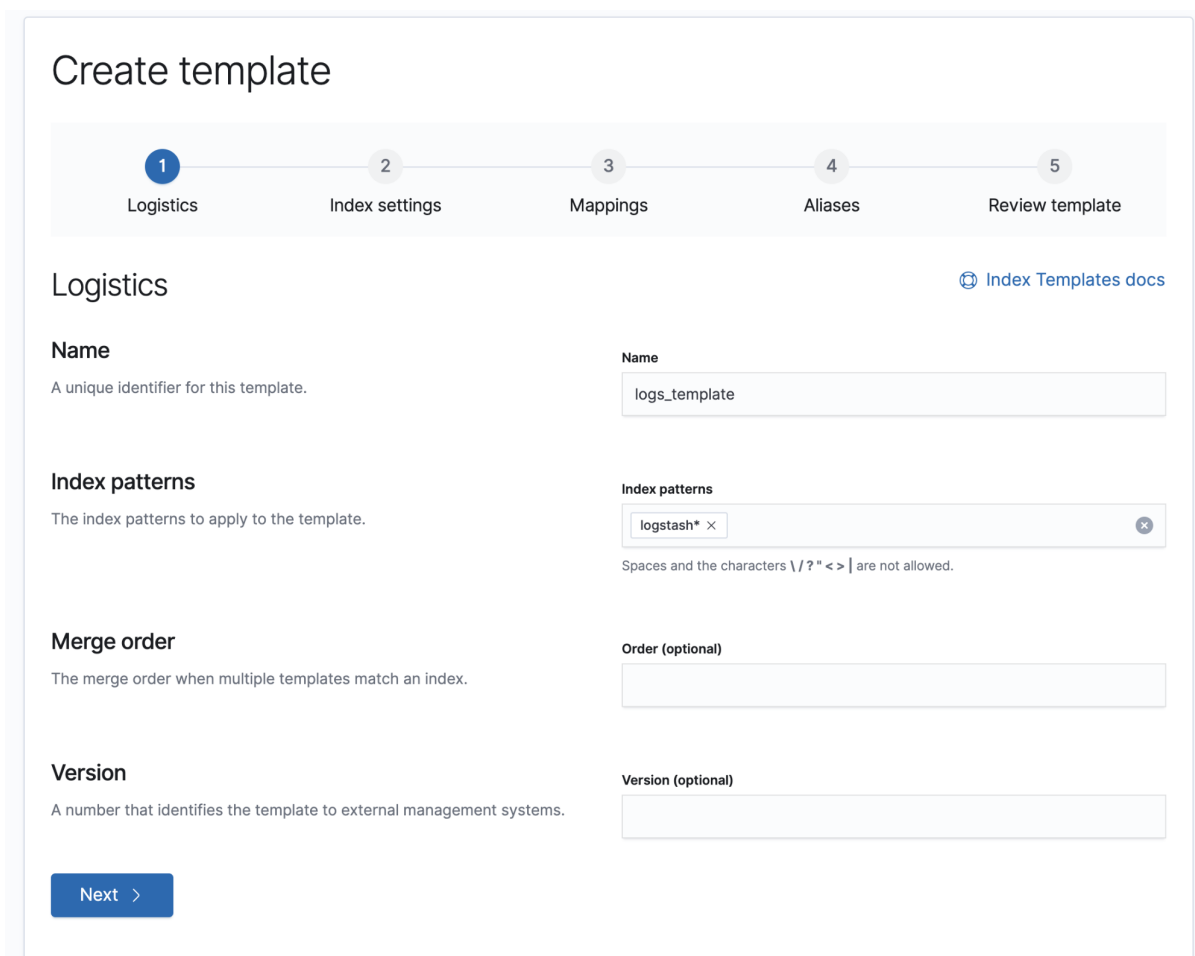 Create template
1 2 3 4 5
Logistics Index settings Mappings Aliases Review template
Logistics
Index Templates docs
Name
A unique identifier for this template.
Name
logs_template
Index patterns
The index patterns to apply to the template.
Index patterns
logstash*
Spaces and the characters \ / ? " < > | are not allowed.
Merge order
The merge order when multiple templates match an index.
Order (optional)
Version
A number that identifies the template to external management systems.
Version (optional)
Next